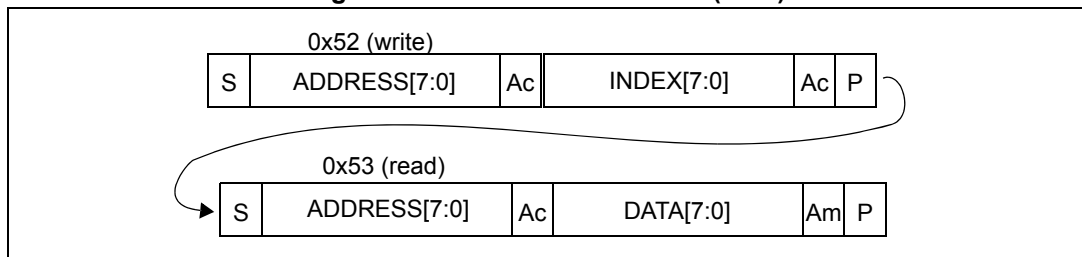 0x52 (write)
S ADDRESS[7:0] Ac INDEX[7:0] Ac P
0x53 (read)
S ADDRESS[7:0] Ac DATA[7:0] Am P